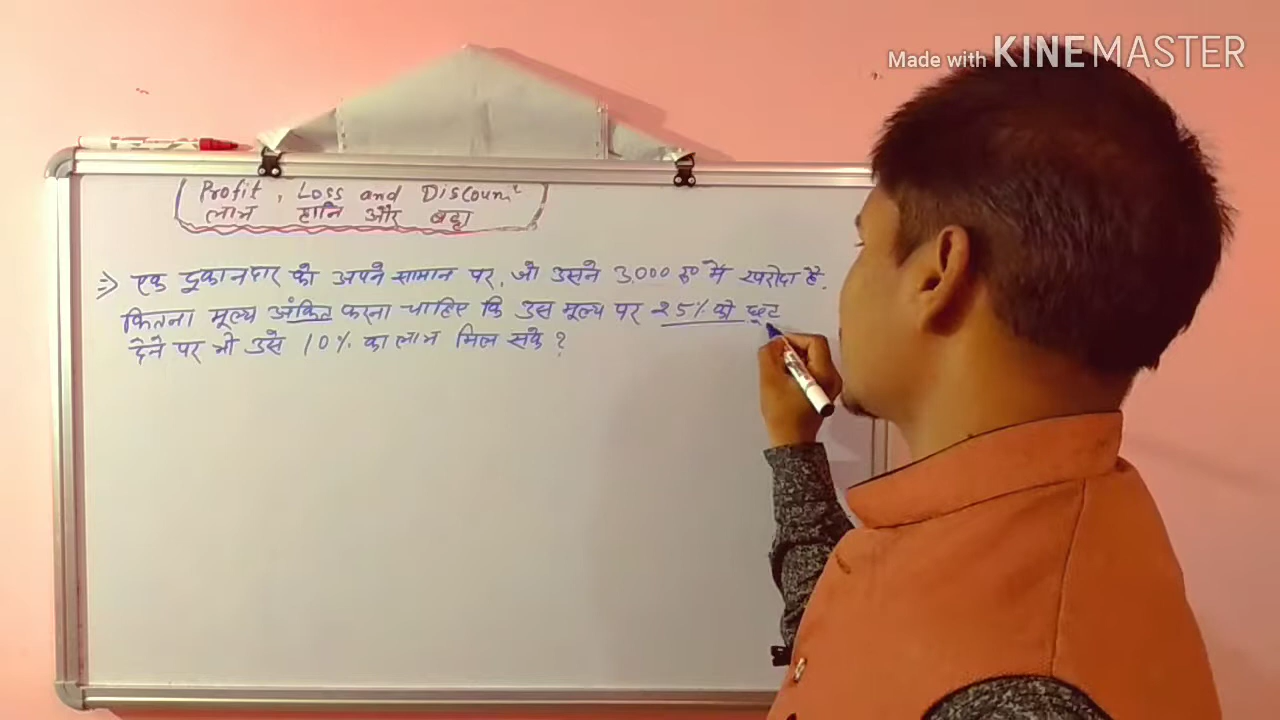 Made with KINEMASTER
Profit, Loss and Discount
लाभ हानि और बट्टा
⇒ एक दूकानदार को अपने सामान पर, जो उसने 3,000 रु० में खरीदा है.
कितना मूल्य अंकित करना चाहिए कि उस मूल्य पर 25% की छूट
देने पर भी उसे 10% का लाभ मिल सके ?